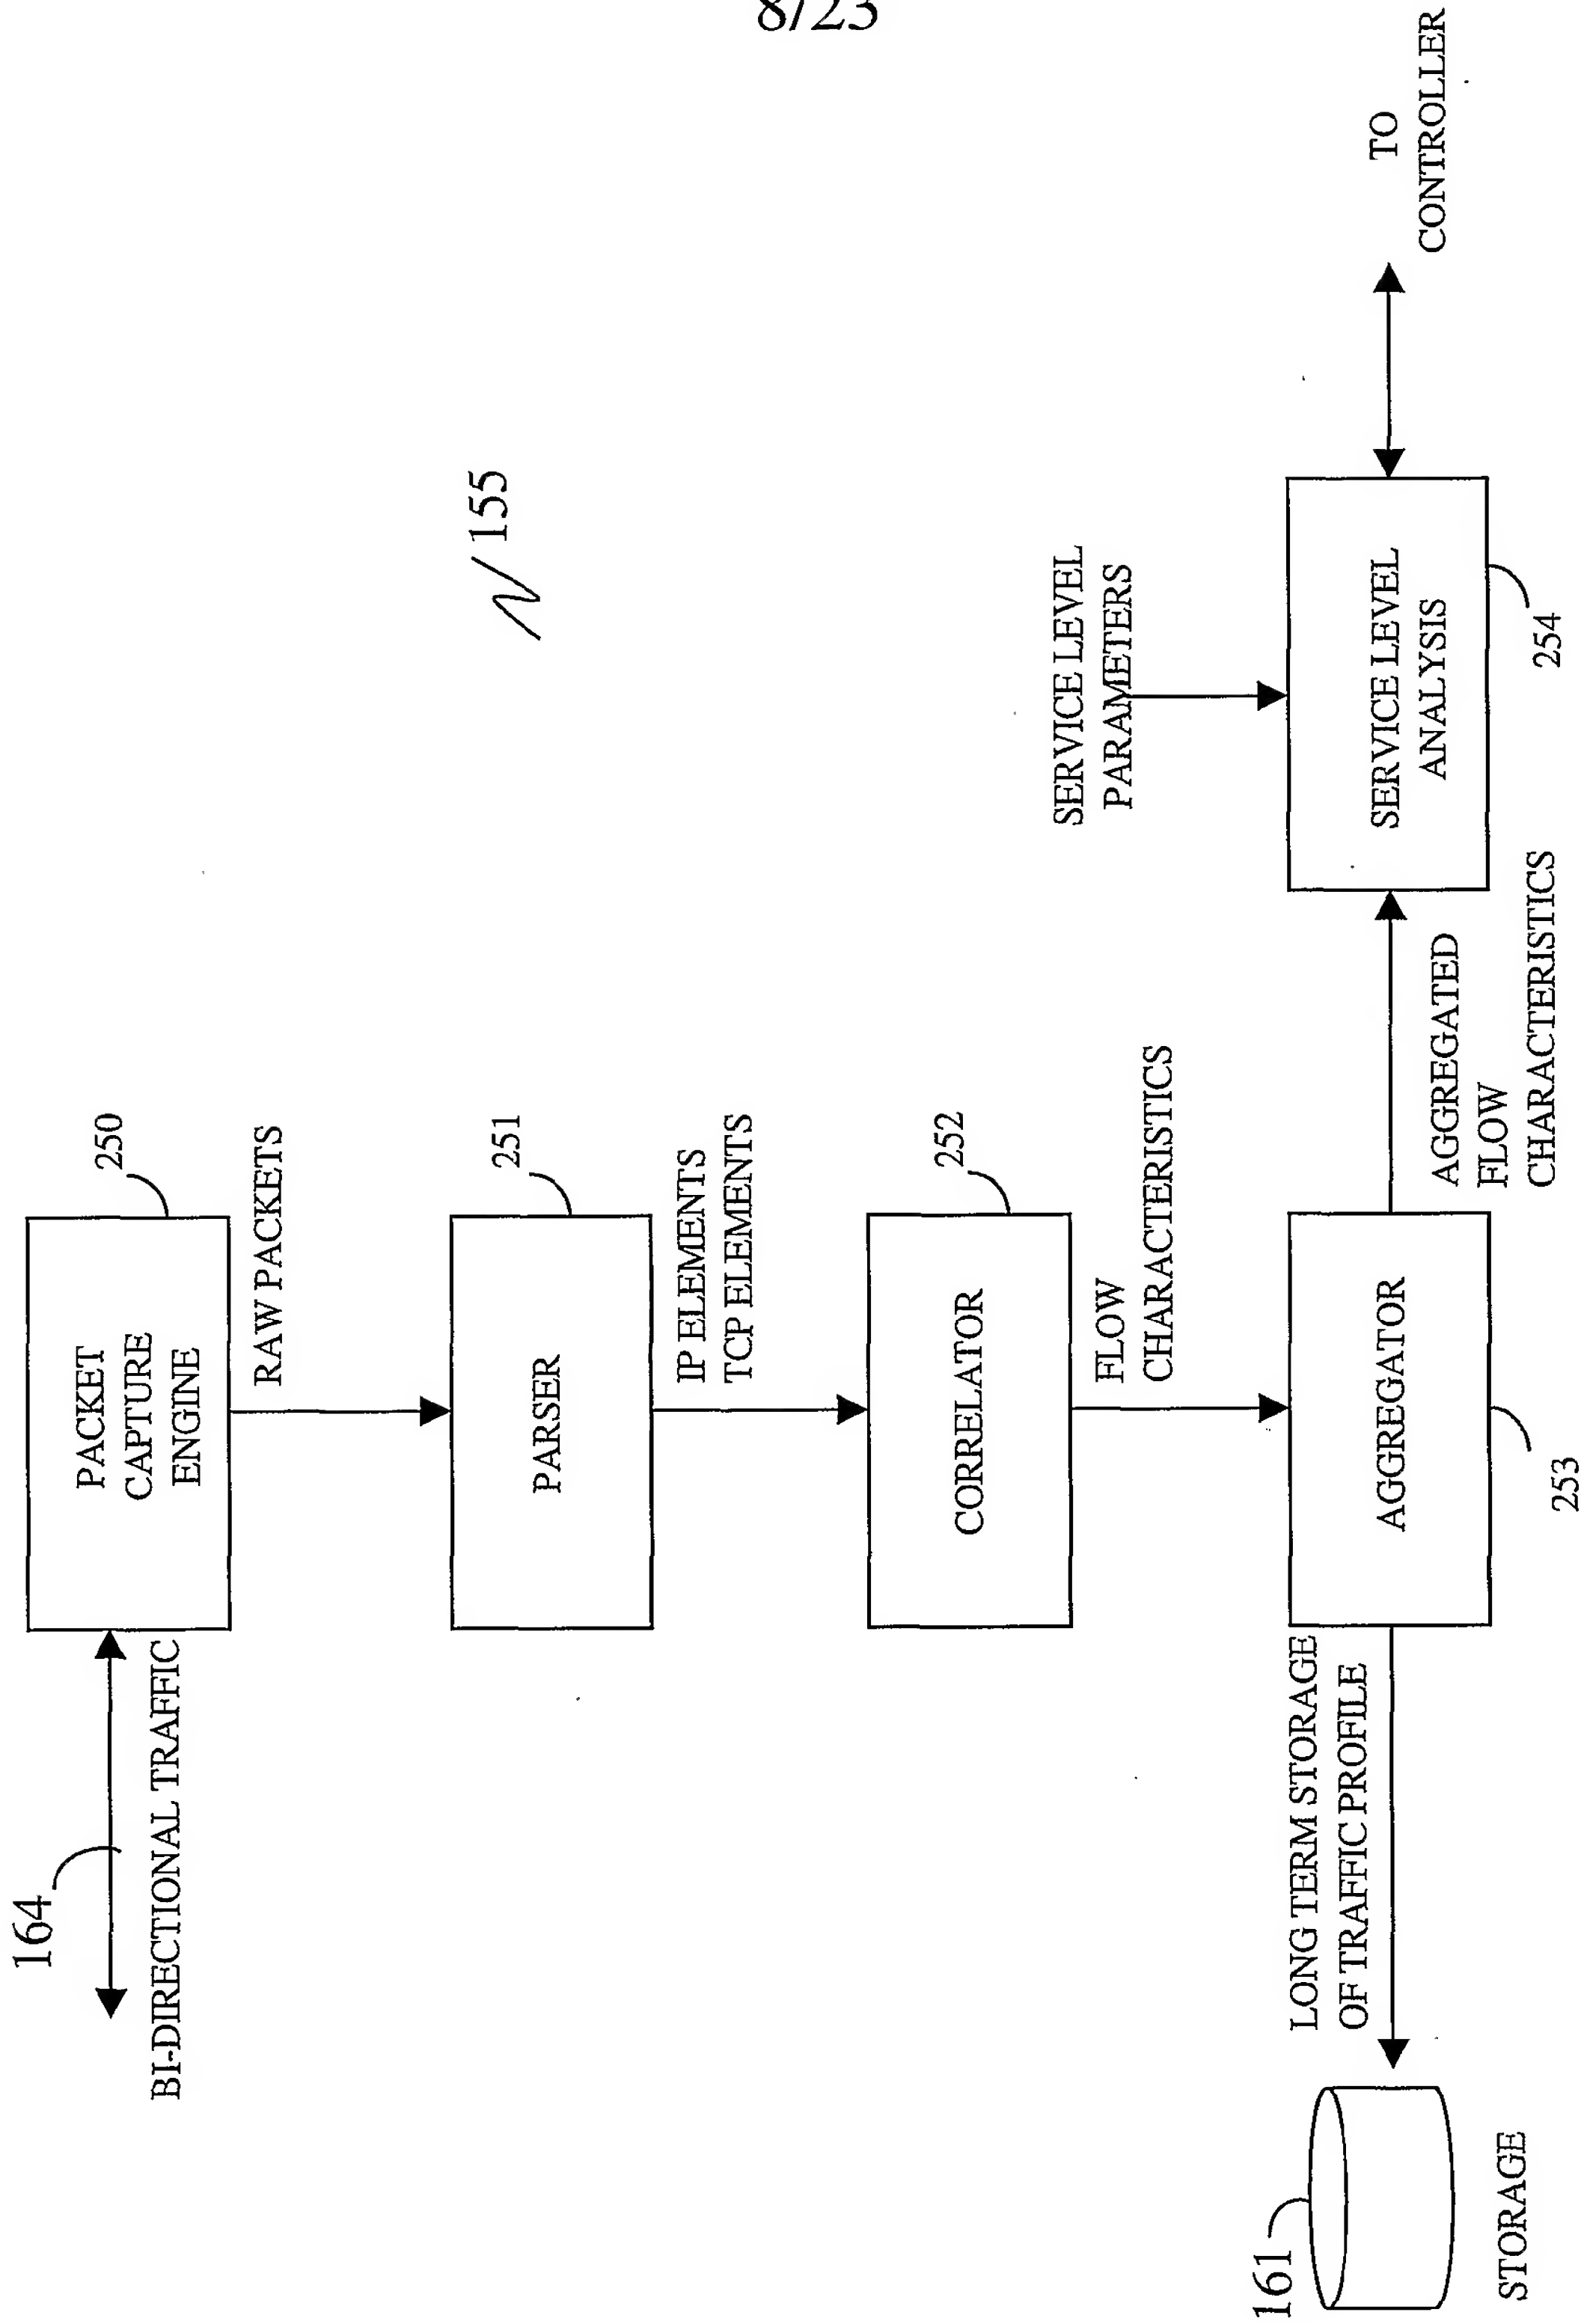 8/23
164
BI-DIRECTIONAL TRAFFIC
PACKET
CAPTURE
ENGINE
250
RAW PACKETS
155
PARSER
251
IP ELEMENTS
TCP ELEMENTS
CORRELATOR
252
FLOW
CHARACTERISTICS
SERVICE LEVEL
PARAMETERS
161
STORAGE
LONG TERM STORAGE
OF TRAFFIC PROFILE
AGGREGATOR
253
AGGREGATED
FLOW
CHARACTERISTICS
SERVICE LEVEL
ANALYSIS
254
TO
CONTROLLER